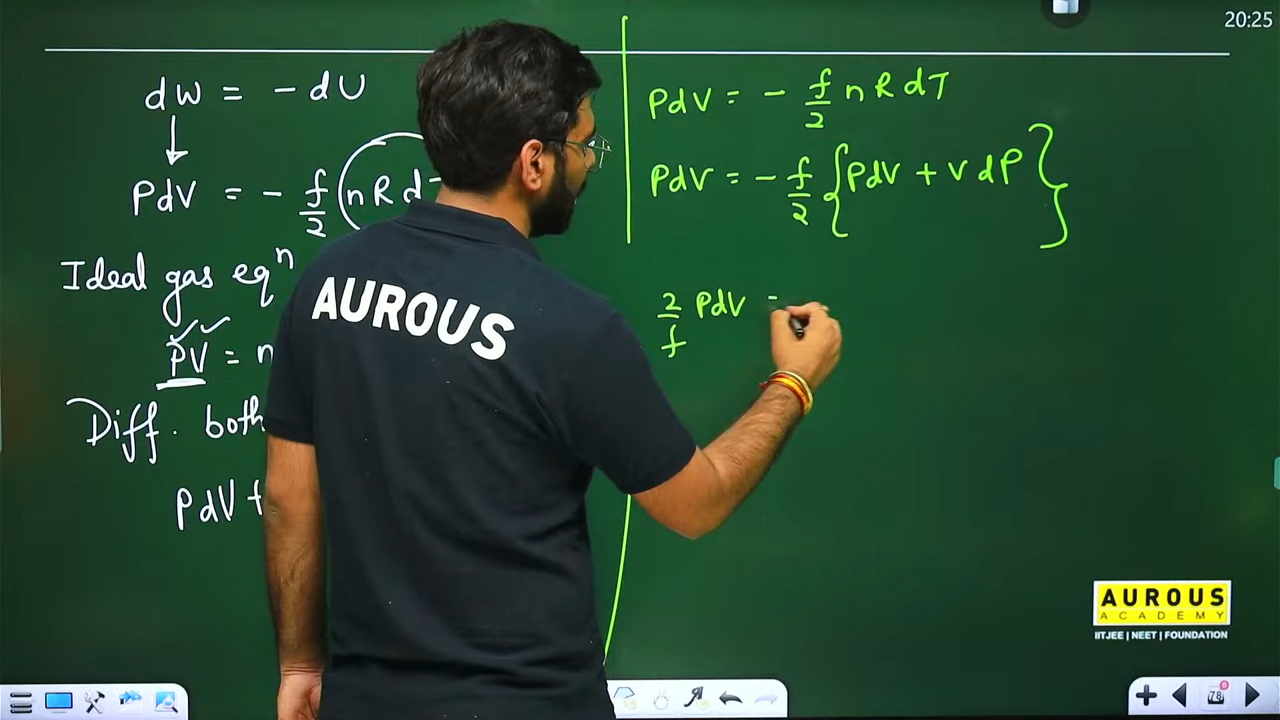 20:25
dW = - dU
PdV = - f/2 (nRd
Ideal gas eqⁿ
PV = n
Diff. both
PdV +
PdV = - f/2 nRdT
PdV = - f/2 {PdV + VdP}
2/f PdV =
AUROUS
AUROUS
ACADEMY
IITJEE | NEET | FOUNDATION
78